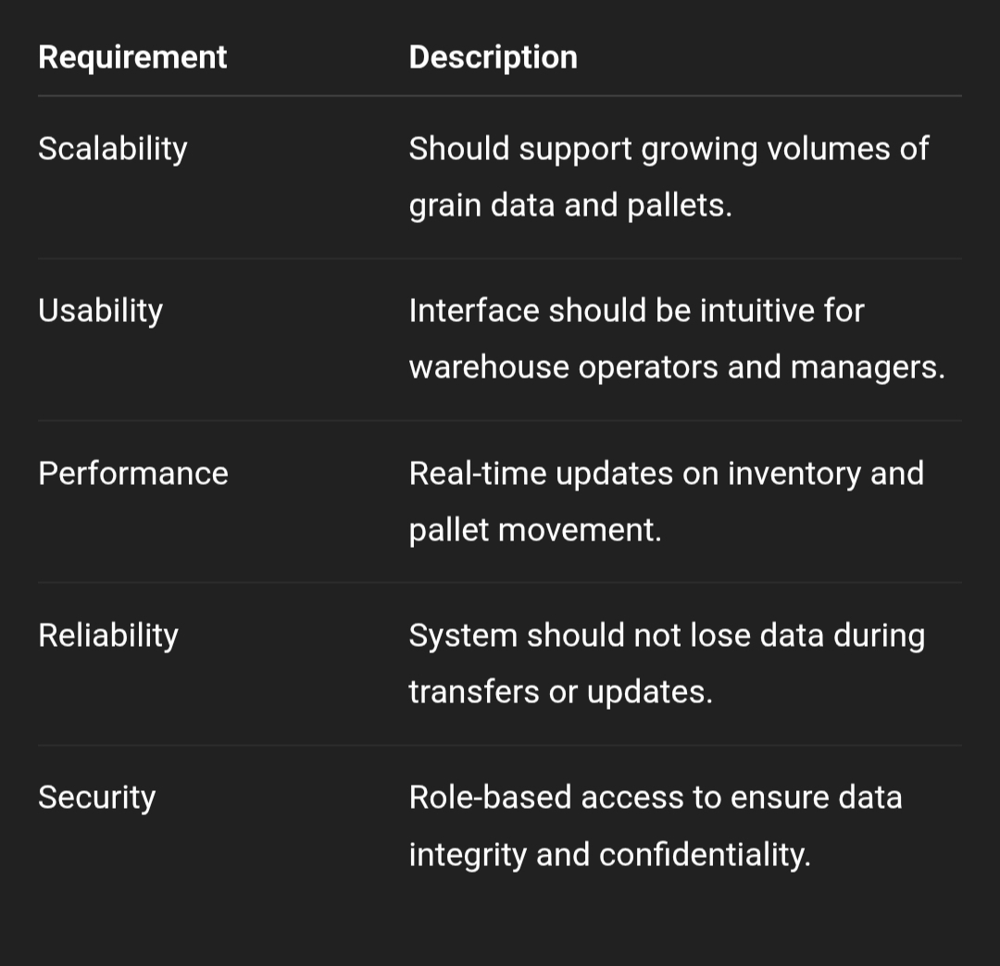 Requirement Description
Scalability Should support growing volumes of
grain data and pallets.
Usability Interface should be intuitive for
warehouse operators and managers.
Performance Real-time updates on inventory and
pallet movement.
Reliability System should not lose data during
transfers or updates.
Security Role-based access to ensure data
integrity and confidentiality.